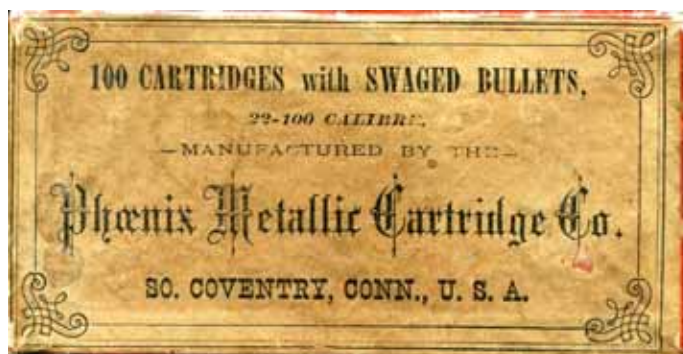 100 CARTRIDGES with SWAGED BULLETS,
22-100 CALIBRE,
—MANUFACTURED BY THE—
Phœnix Metallic Cartridge Co.
SO. COVENTRY, CONN., U. S. A.